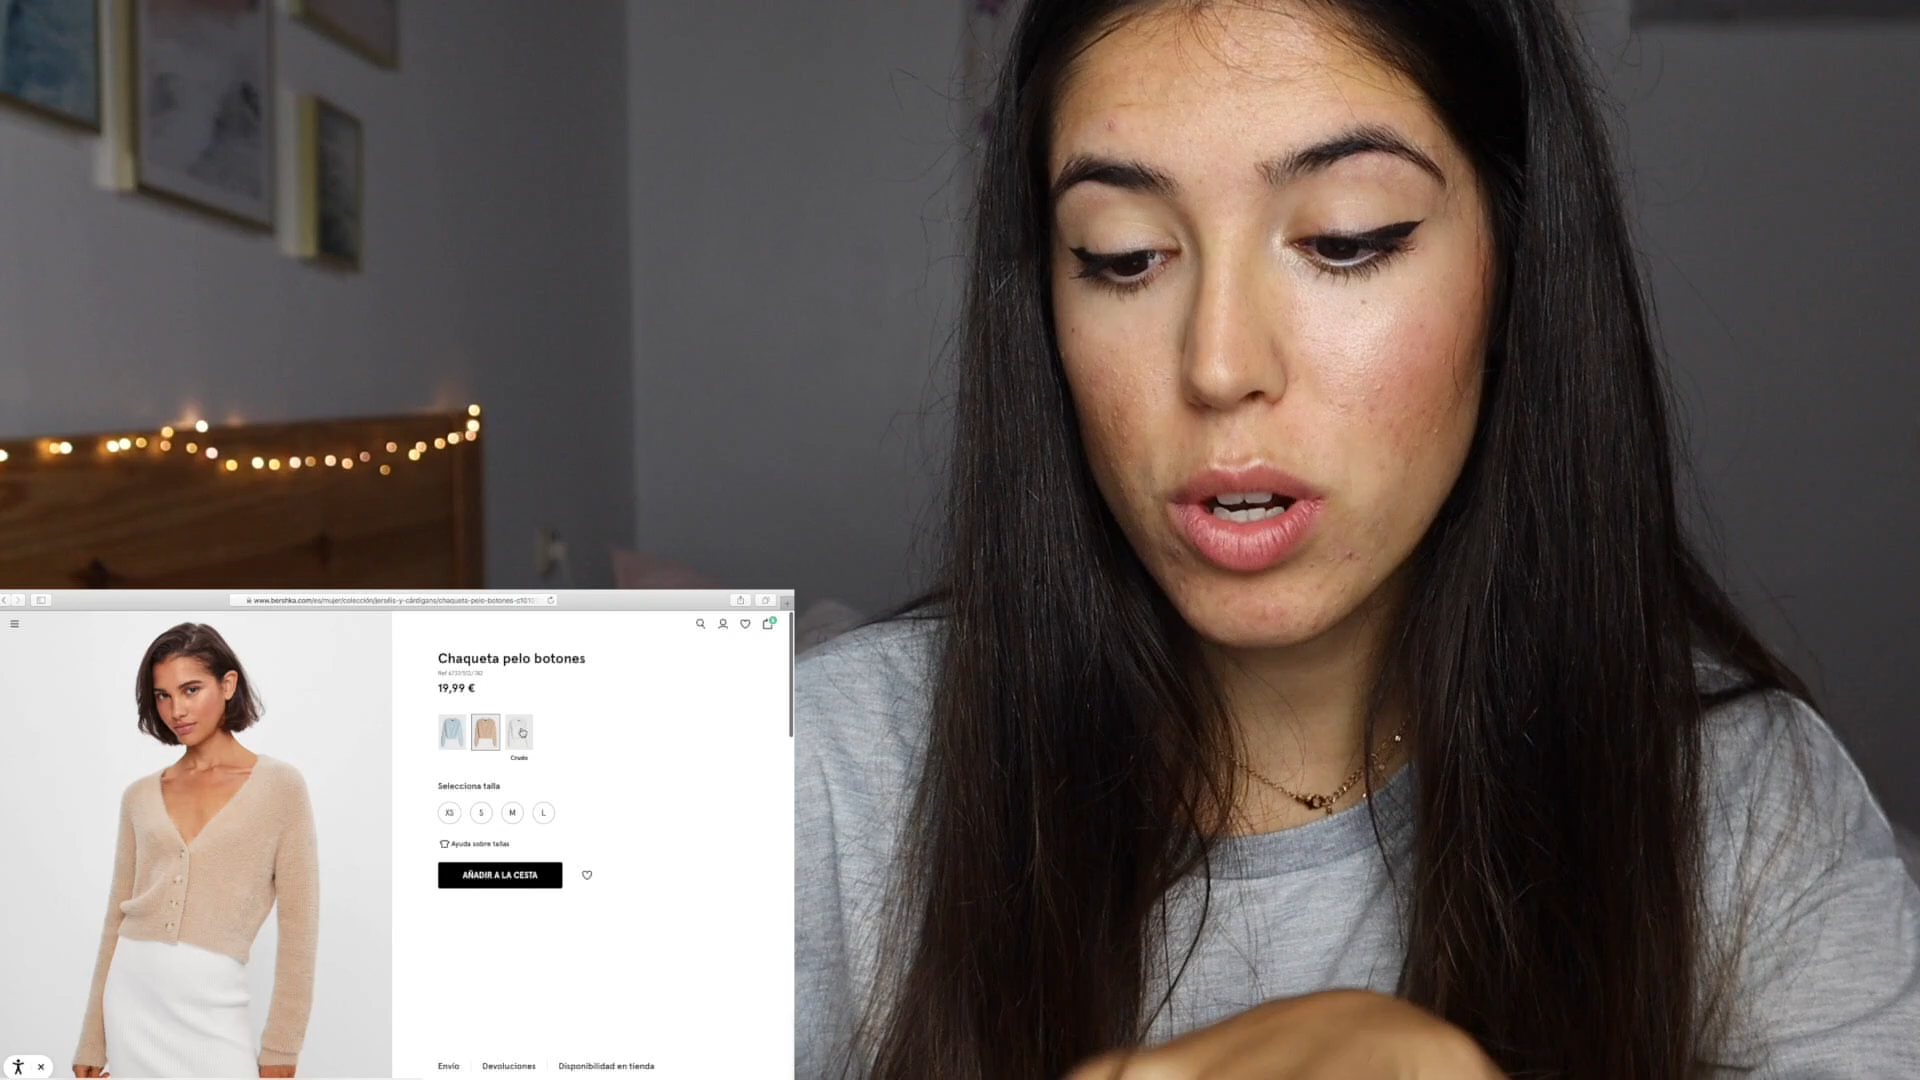 www.bershka.com/es/mujer/colección/jerséis-y-cárdigans/chaqueta-pelo-botones-c1010
Chaqueta pelo botones
19,99 €
Crudo
Selecciona talla
XS S M L
Ayuda sobre tallas
AÑADIR A LA CESTA
Envío Devoluciones Disponibilidad en tienda